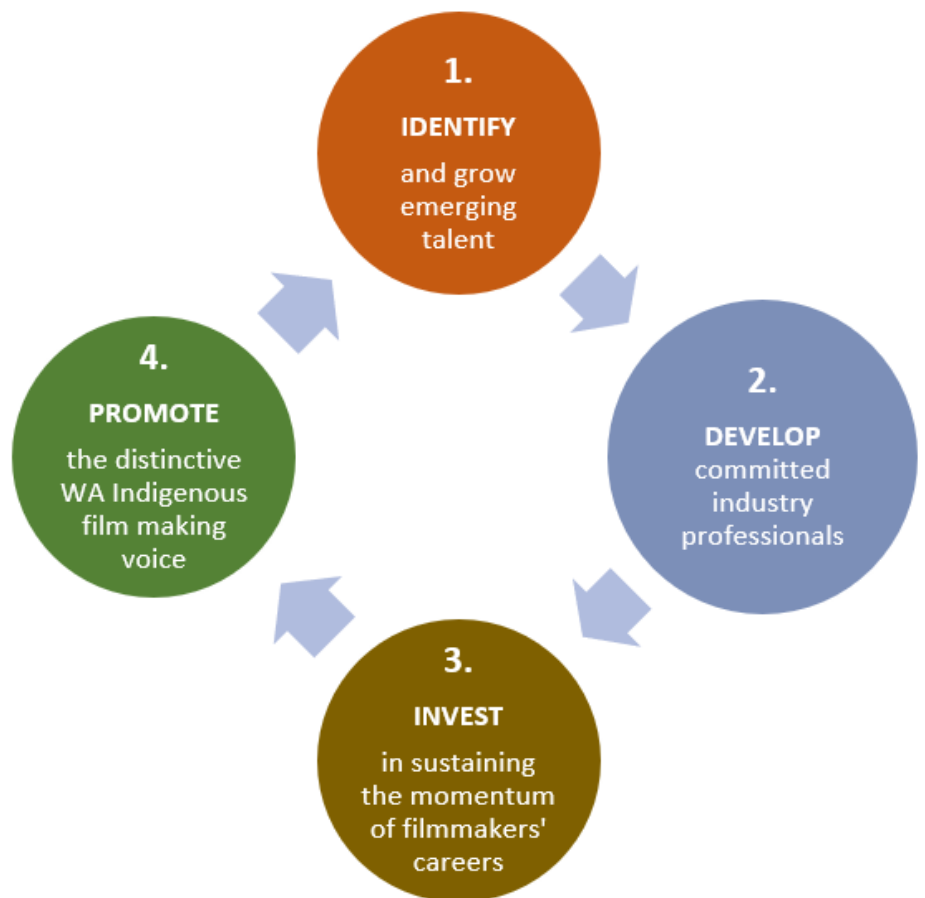 1.
IDENTIFY
and grow
emerging
talent
2.
DEVELOP
committed
industry
professionals
3.
INVEST
in sustaining
the momentum
of filmmakers'
careers
4.
PROMOTE
the distinctive
WA Indigenous
film making
voice